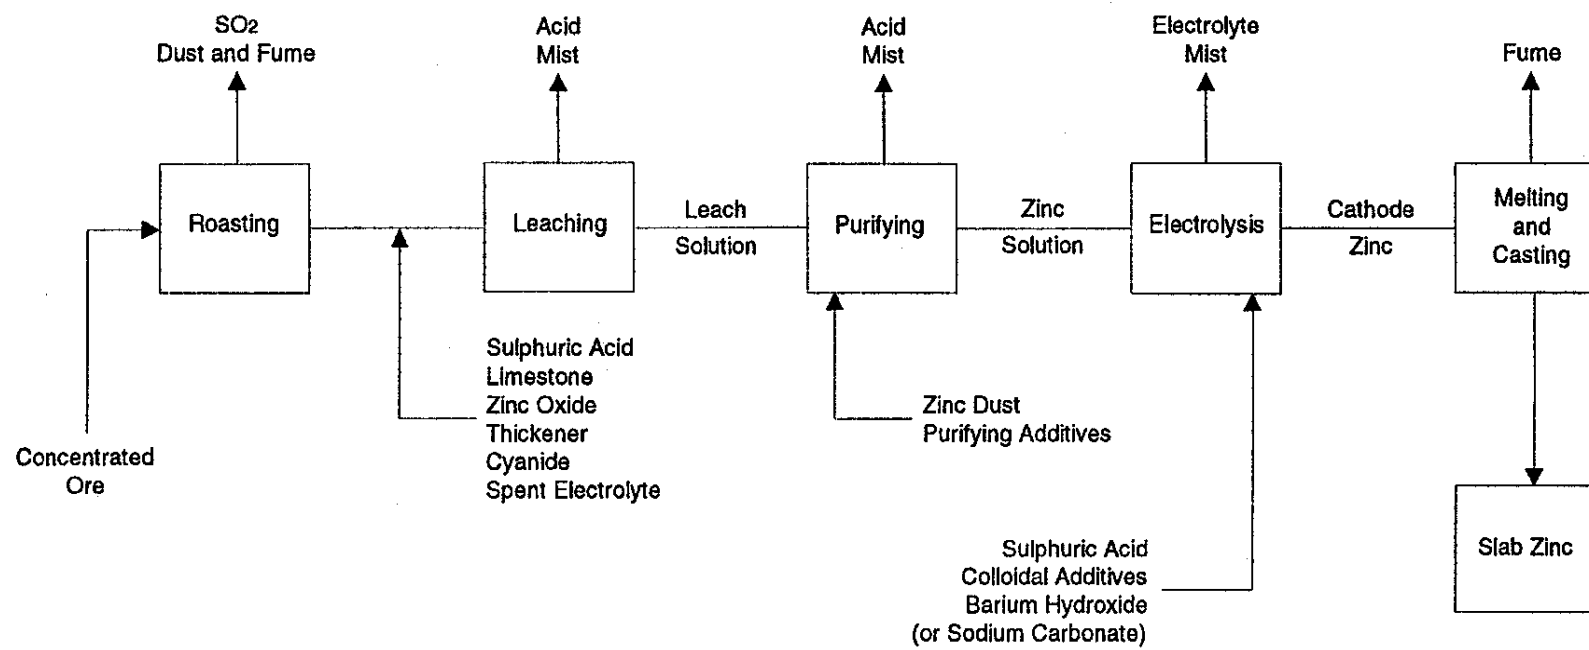 SO2
Dust and Fume
Acid
Mist
Acid
Mist
Electrolyte
Mist
Fume
Roasting
Leaching
Leach
Solution
Purifying
Zinc
Solution
Electrolysis
Cathode
Zinc
Melting
and
Casting
Concentrated
Ore
Sulphuric Acid
Limestone
Zinc Oxide
Thickener
Cyanide
Spent Electrolyte
Zinc Dust
Purifying Additives
Sulphuric Acid
Colloidal Additives
Barium Hydroxide
(or Sodium Carbonate)
Slab Zinc